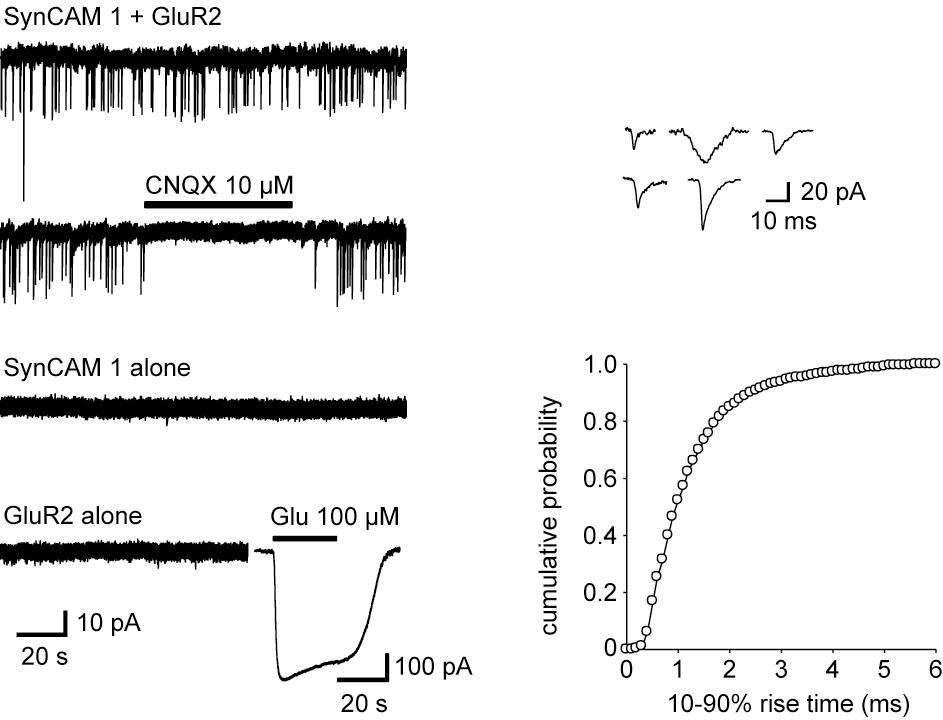 SynCAM 1 + GluR2
CNQX 10 µM
20 pA
10 ms
SynCAM 1 alone
GluR2 alone
Glu 100 µM
10 pA
20 s
100 pA
20 s
cumulative probability
1.0
0.8
0.6
0.4
0.2
0
0 1 2 3 4 5 6
10-90% rise time (ms)